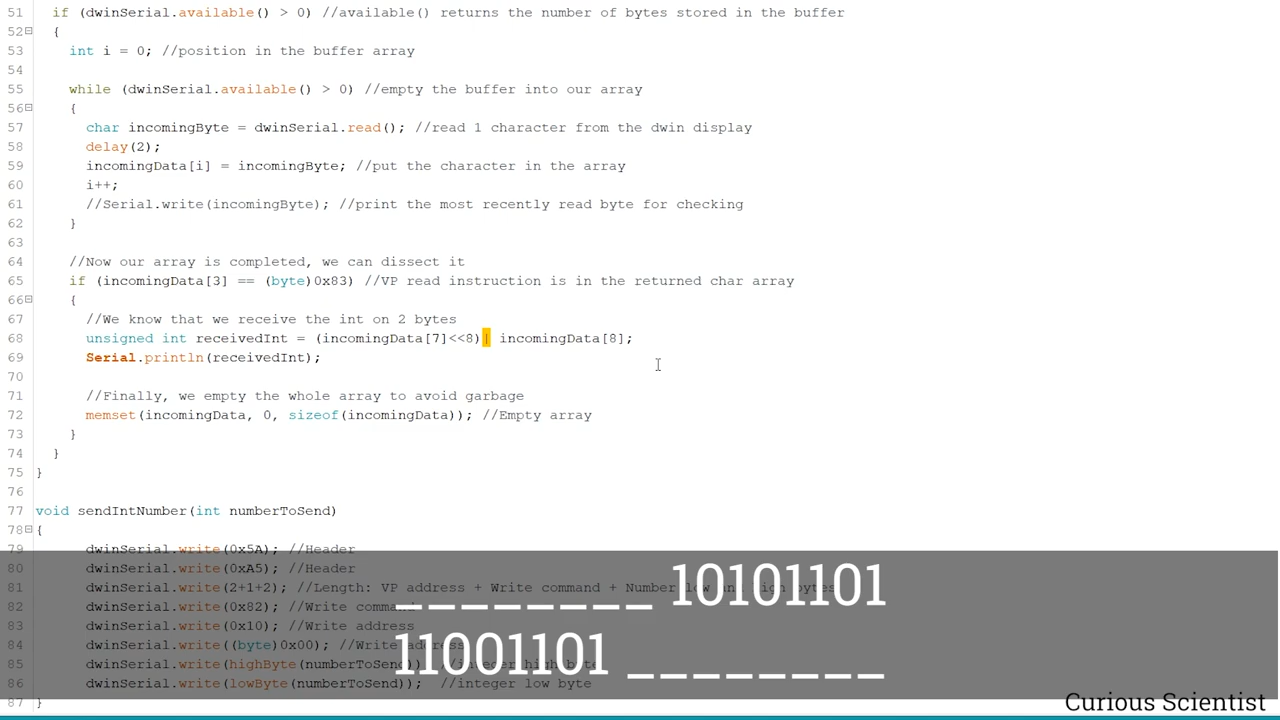 51 if (dwinSerial.available() > 0) //available() returns the number of bytes stored in the buffer
52 {
53 int i = 0; //position in the buffer array
54
55 while (dwinSerial.available() > 0) //empty the buffer into our array
56 {
57 char incomingByte = dwinSerial.read(); //read 1 character from the dwin display
58 delay(2);
59 incomingData[i] = incomingByte; //put the character in the array
60 i++;
61 //Serial.write(incomingByte); //print the most recently read byte for checking
62 }
63
64 //Now our array is completed, we can dissect it
65 if (incomingData[3] == (byte)0x83) //VP read instruction is in the returned char array
66 {
67 //We know that we receive the int on 2 bytes
68 unsigned int receivedInt = (incomingData[7]<<8)| incomingData[8];
69 Serial.println(receivedInt);
70
71 //Finally, we empty the whole array to avoid garbage
72 memset(incomingData, 0, sizeof(incomingData)); //Empty array
73 }
74 }
75 }
76
77 void sendIntNumber(int numberToSend)
78 {
79 dwinSerial.write(0x5A); //Header
80 dwinSerial.write(0xA5); //Header
81 dwinSerial.write(2+1+2); //Length: VP address + Write command + Number low and high bytes
82 dwinSerial.write(0x82); //Write command
83 dwinSerial.write(0x10); //Write address
84 dwinSerial.write((byte)0x00); //Write address
85 dwinSerial.write(highByte(numberToSend)); //integer high byte
86 dwinSerial.write(lowByte(numberToSend)); //integer low byte
87 }
_ _ _ _ _ _ _ _ 10101101
11001101 _ _ _ _ _ _ _ _
Curious Scientist